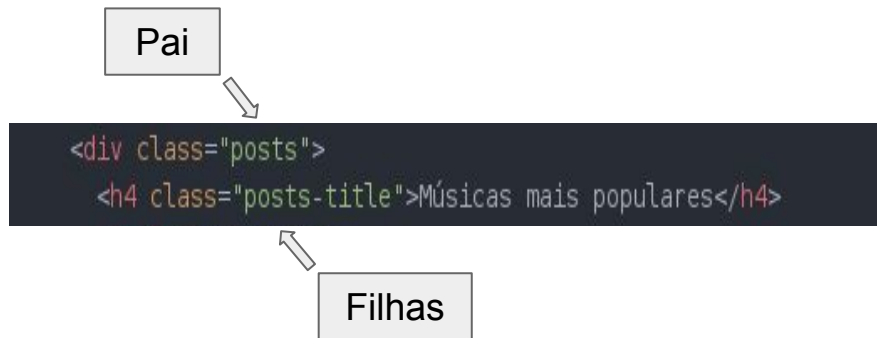 Pai
<div class="posts">
<h4 class="posts-title">Músicas mais populares</h4>
Filhas